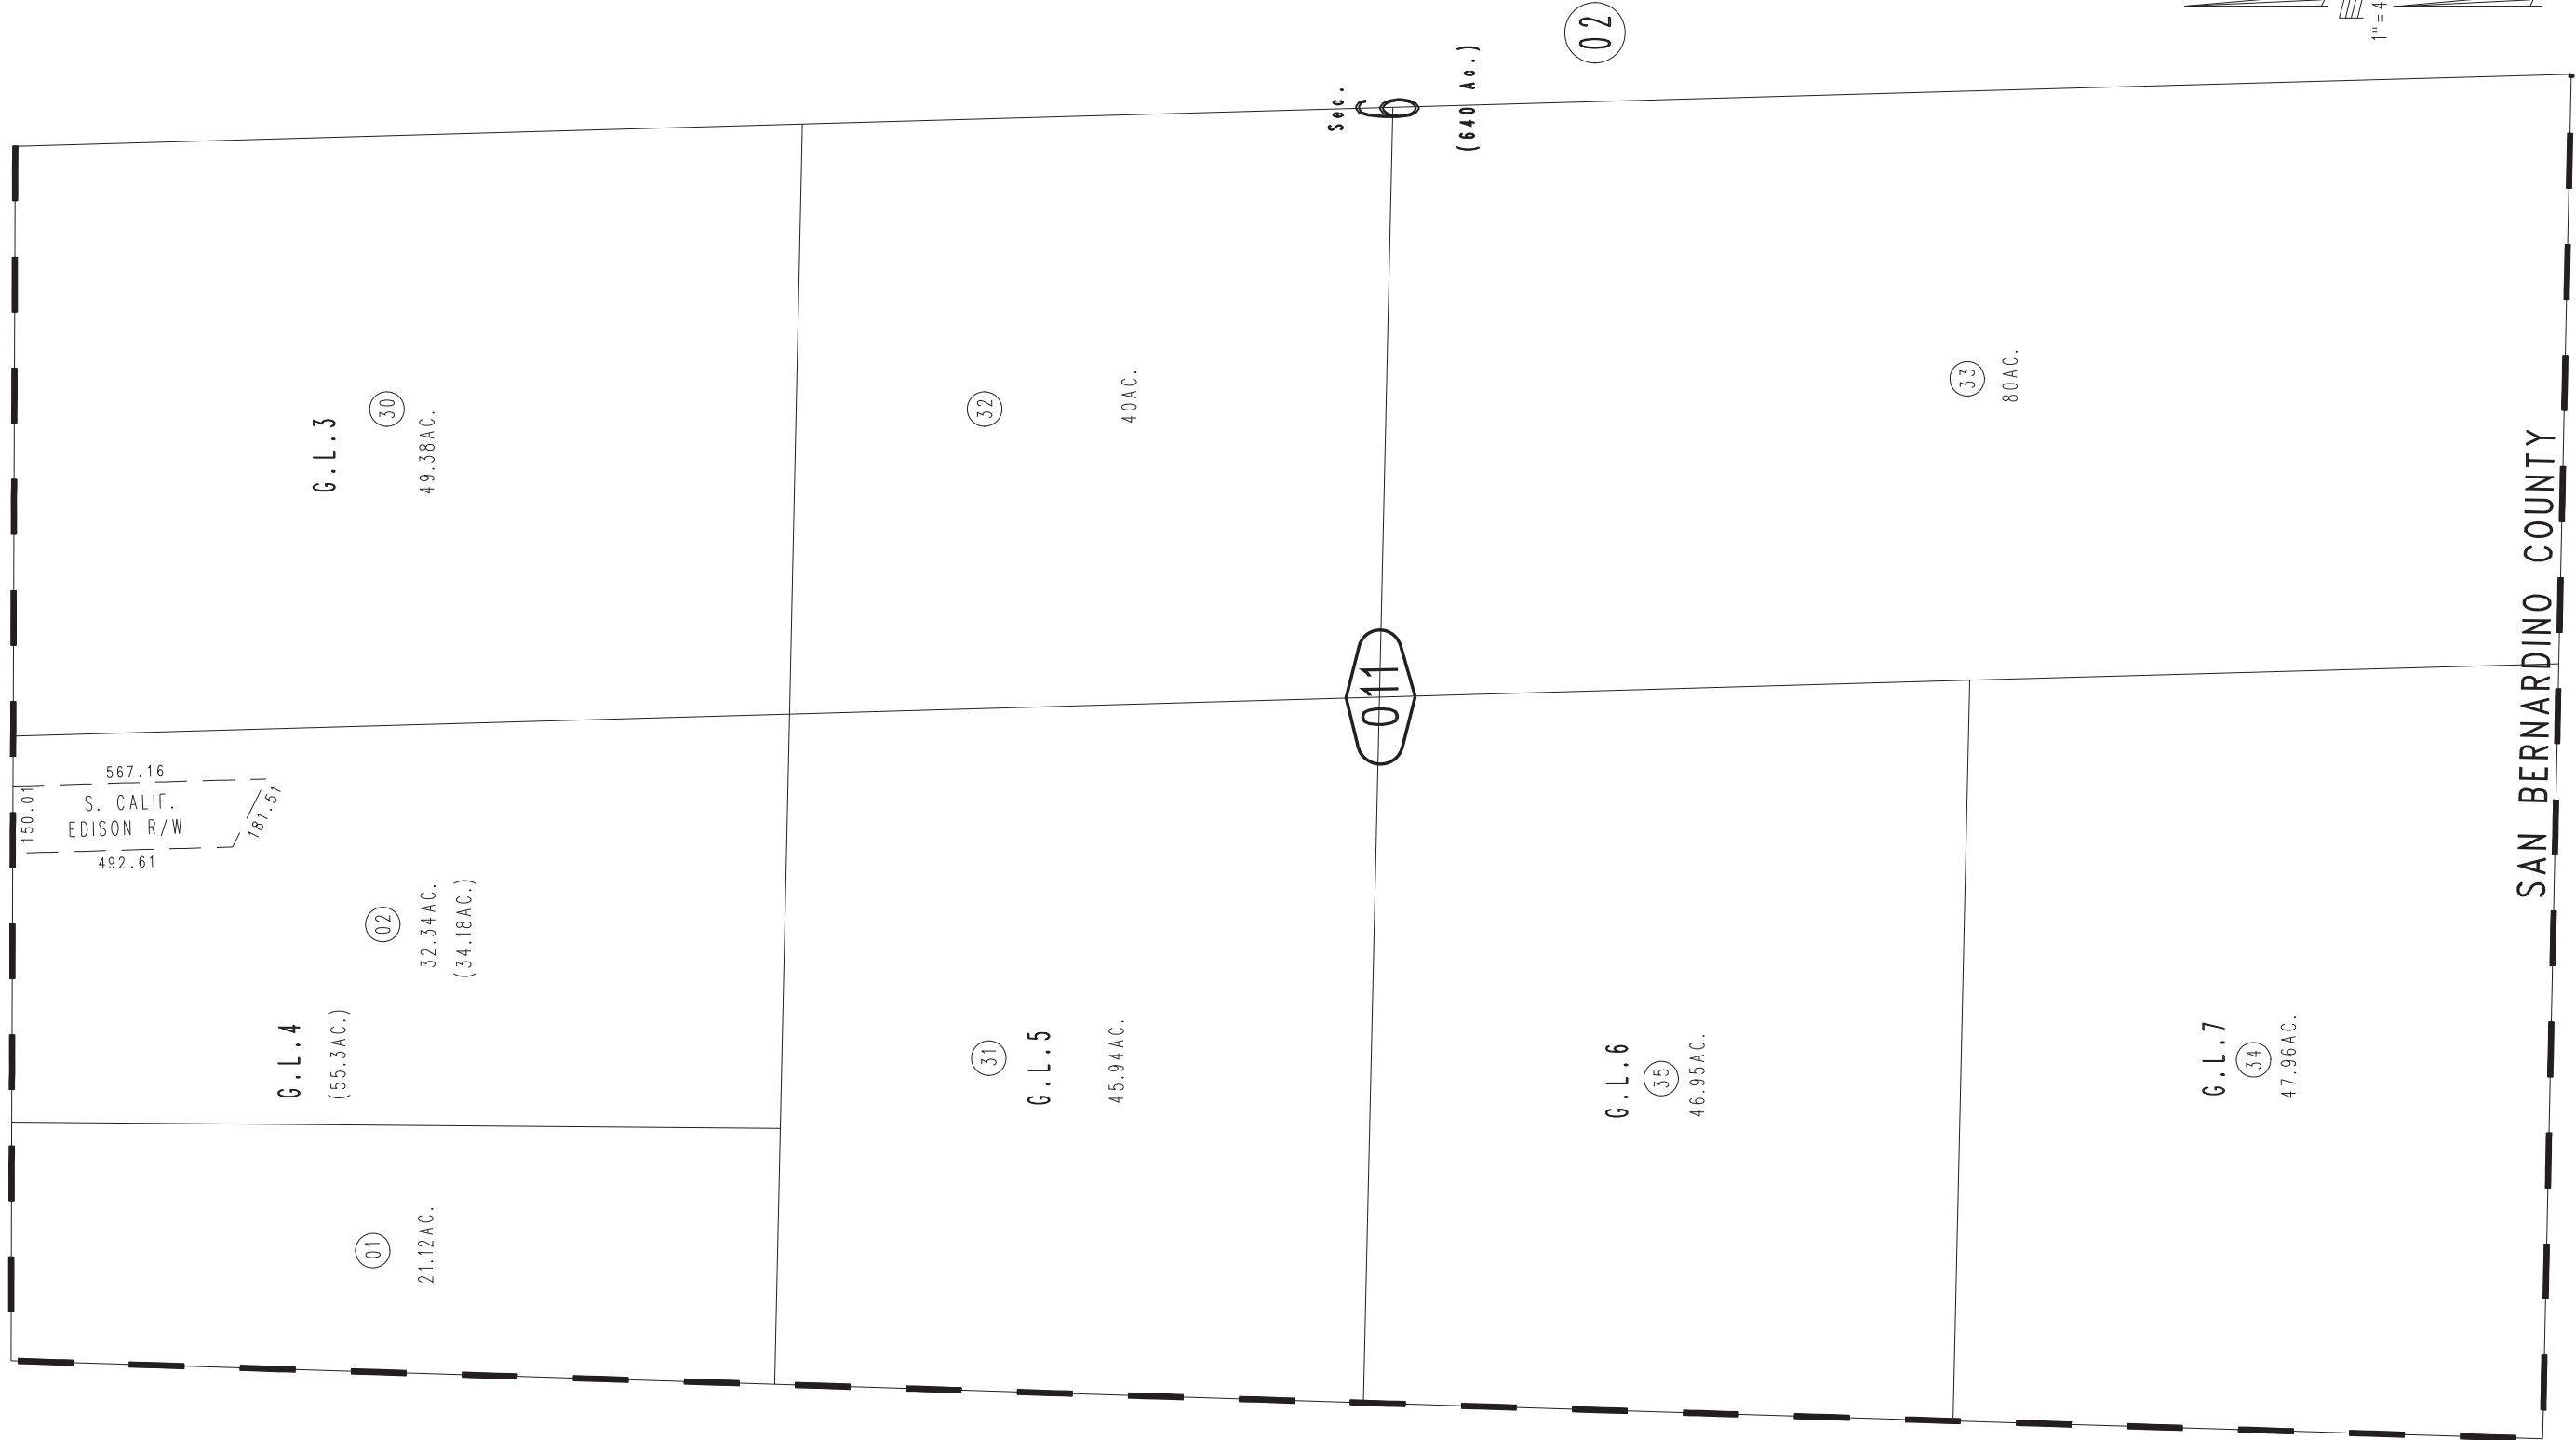 02
1"=4
Sec.
6
(640 Ac.)
G.L.3
30
49.38AC.
32
40AC.
33
80AC.
011
567.16
150.01
S. CALIF.
EDISON R/W
181.51
492.61
02
32.34AC.
(34.18AC.)
G.L.4
(55.3AC.)
01
21.12AC.
31
G.L.5
45.94AC.
G.L.6
35
46.95AC.
G.L.7
34
47.96AC.
SAN BERNARDINO COUNTY